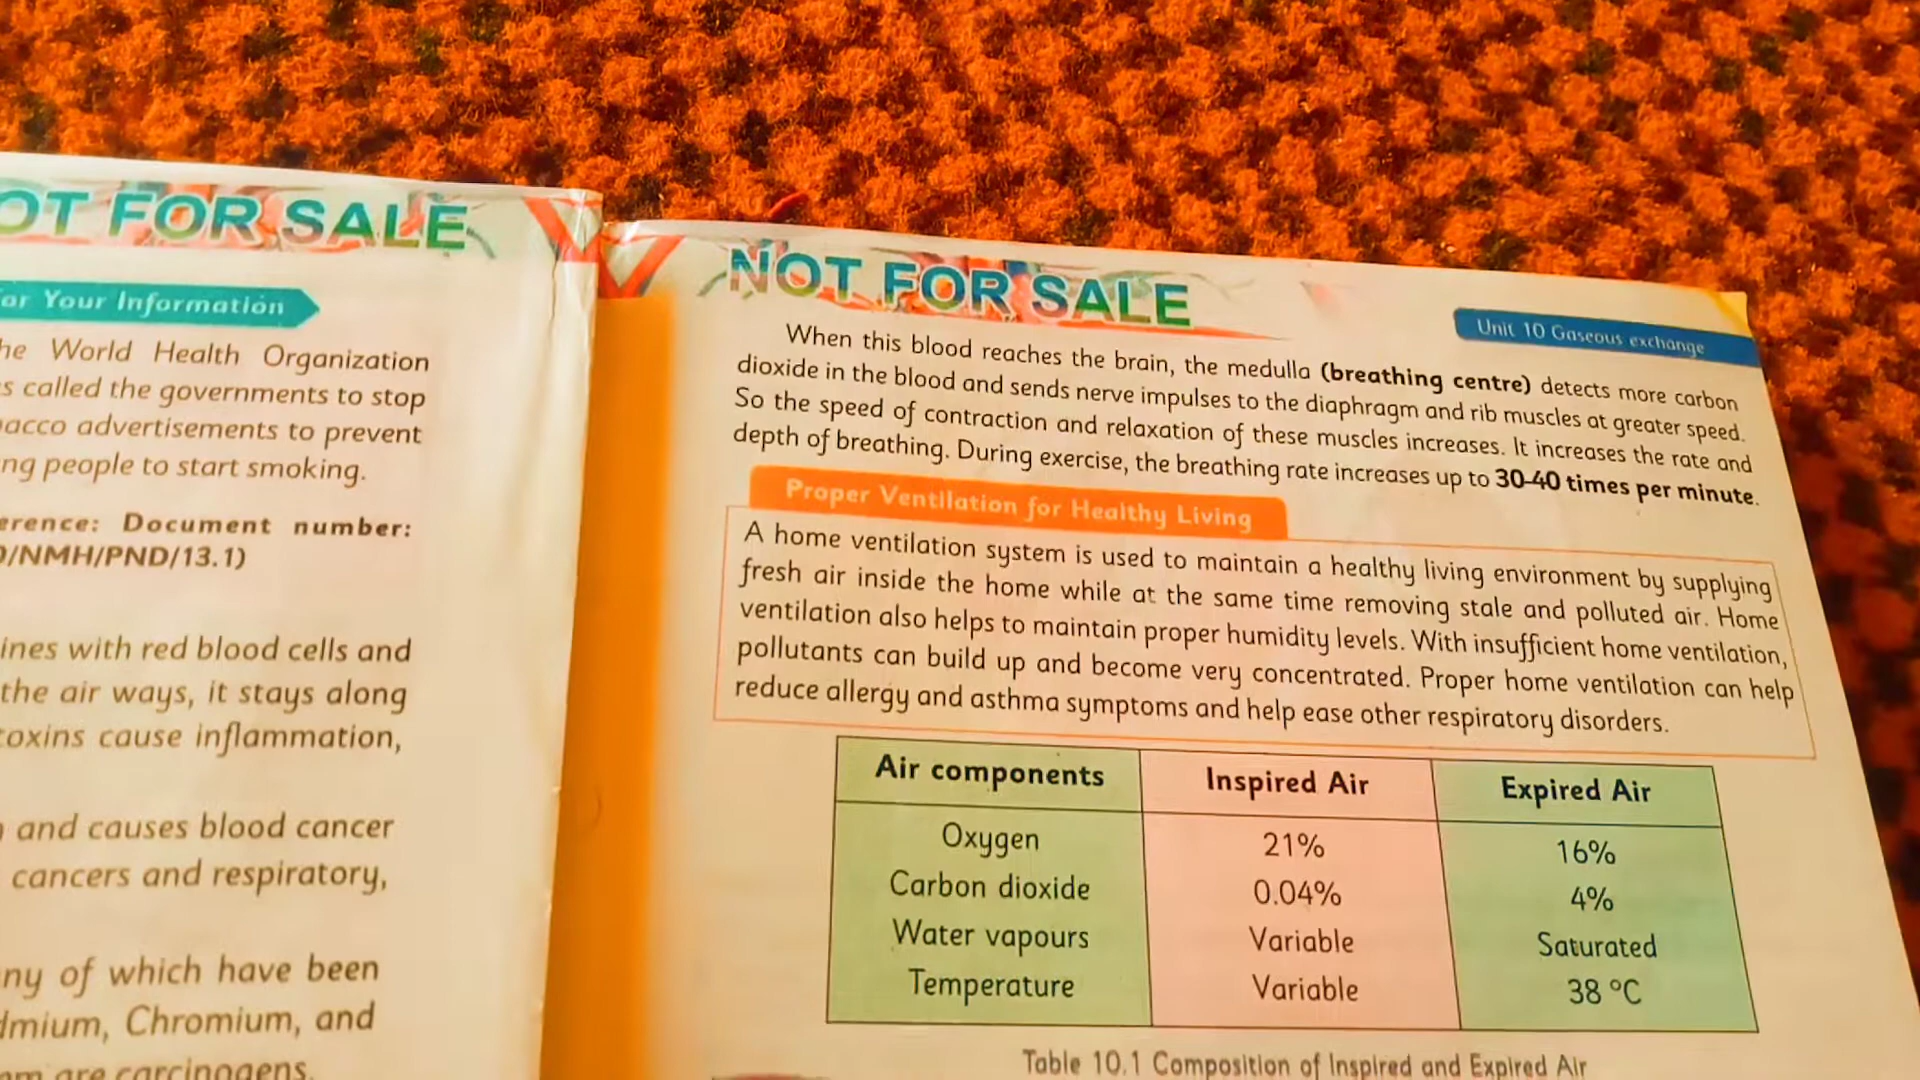 OT FOR SALE
or Your Information
he World Health Organization
s called the governments to stop
acco advertisements to prevent
ng people to start smoking.
erence: Document number:
/NMH/PND/13.1)
ines with red blood cells and
the air ways, it stays along
toxins cause inflammation,
and causes blood cancer
cancers and respiratory,
ny of which have been
dmium, Chromium, and
are carcinogens.
NOT FOR SALE
Unit 10 Gaseous exchange
When this blood reaches the brain, the medulla (breathing centre) detects more carbon
dioxide in the blood and sends nerve impulses to the diaphragm and rib muscles at greater speed.
So the speed of contraction and relaxation of these muscles increases. It increases the rate and
depth of breathing. During exercise, the breathing rate increases up to 30-40 times per minute.
Proper Ventilation for Healthy Living
A home ventilation system is used to maintain a healthy living environment by supplying
fresh air inside the home while at the same time removing stale and polluted air. Home
ventilation also helps to maintain proper humidity levels. With insufficient home ventilation,
pollutants can build up and become very concentrated. Proper home ventilation can help
reduce allergy and asthma symptoms and help ease other respiratory disorders.
Air components Inspired Air Expired Air
Oxygen 21% 16%
Carbon dioxide 0.04% 4%
Water vapours Variable Saturated
Temperature Variable 38 °C
Table 10.1 Composition of Inspired and Expired Air